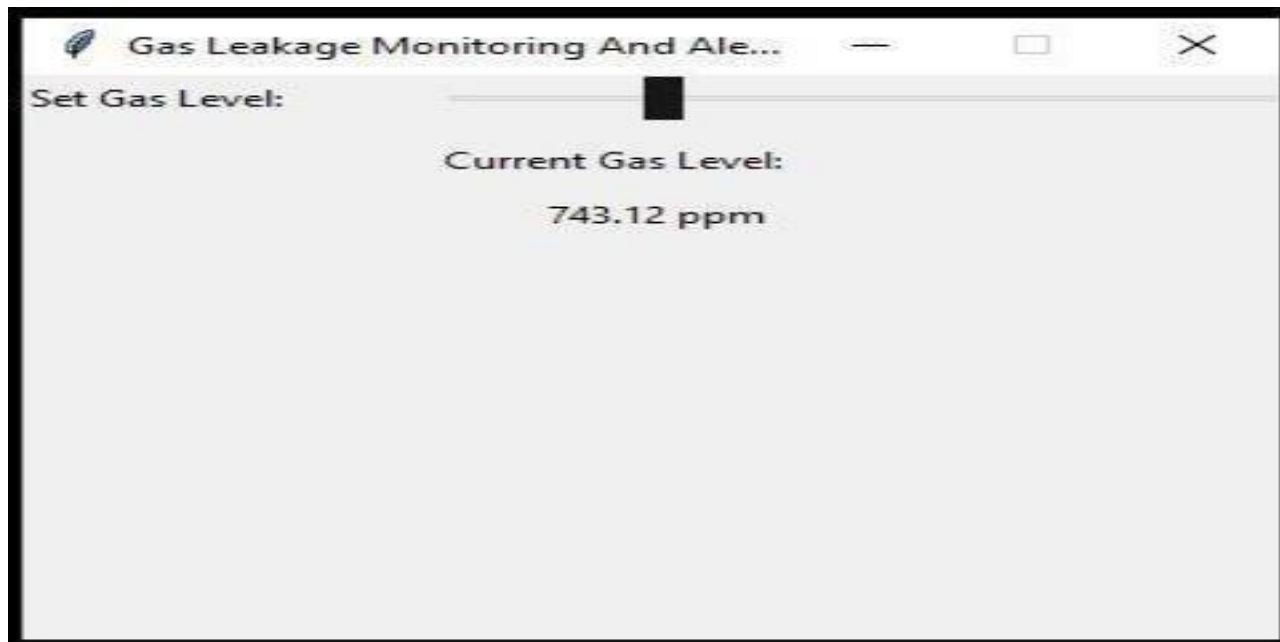 Gas Leakage Monitoring And Ale...
Set Gas Level:
Current Gas Level:
743.12 ppm